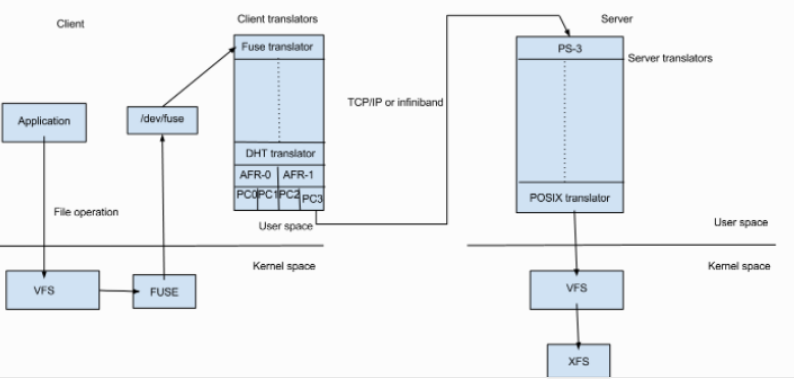 Client
Client translators
Server
Fuse translator
PS-3
Server translators
Application
/dev/fuse
TCP/IP or infiniband
DHT translator
AFR-0 AFR-1
PC0 PC1 PC2 PC3
File operation
POSIX translator
User space
User space
Kernel space
Kernel space
VFS
FUSE
VFS
XFS